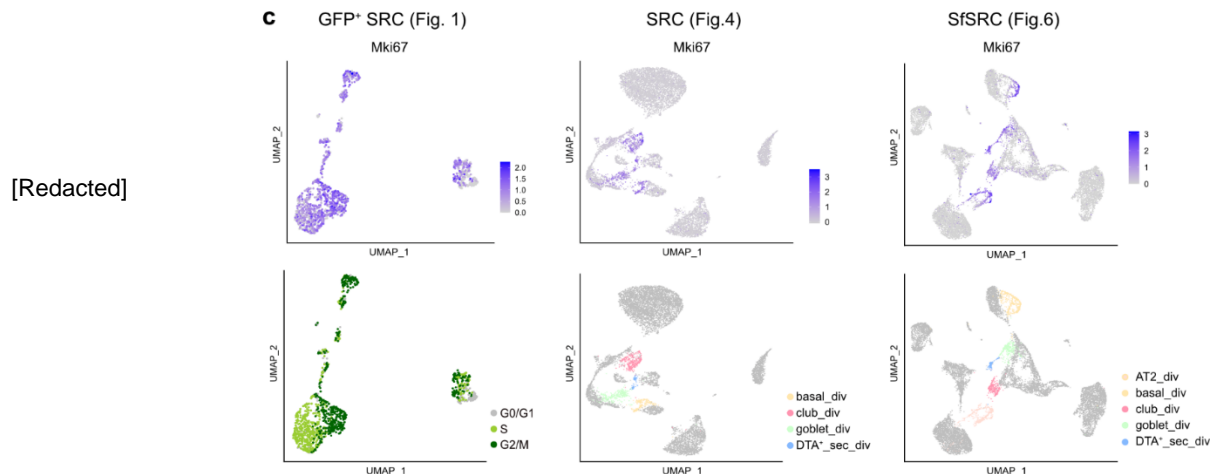 c
GFP⁺ SRC (Fig. 1)
SRC (Fig.4)
SfSRC (Fig.6)
Mki67
Mki67
Mki67
[Redacted]
UMAP_2
2.0
1.5
1.0
0.5
0.0
UMAP_1
UMAP_2
3
2
1
0
UMAP_1
UMAP_2
3
2
1
0
UMAP_1
UMAP_2
G0/G1
S
G2/M
UMAP_1
UMAP_2
basal_div
club_div
goblet_div
DTA⁺_sec_div
UMAP_1
UMAP_2
AT2_div
basal_div
club_div
goblet_div
DTA⁺_sec_div
UMAP_1